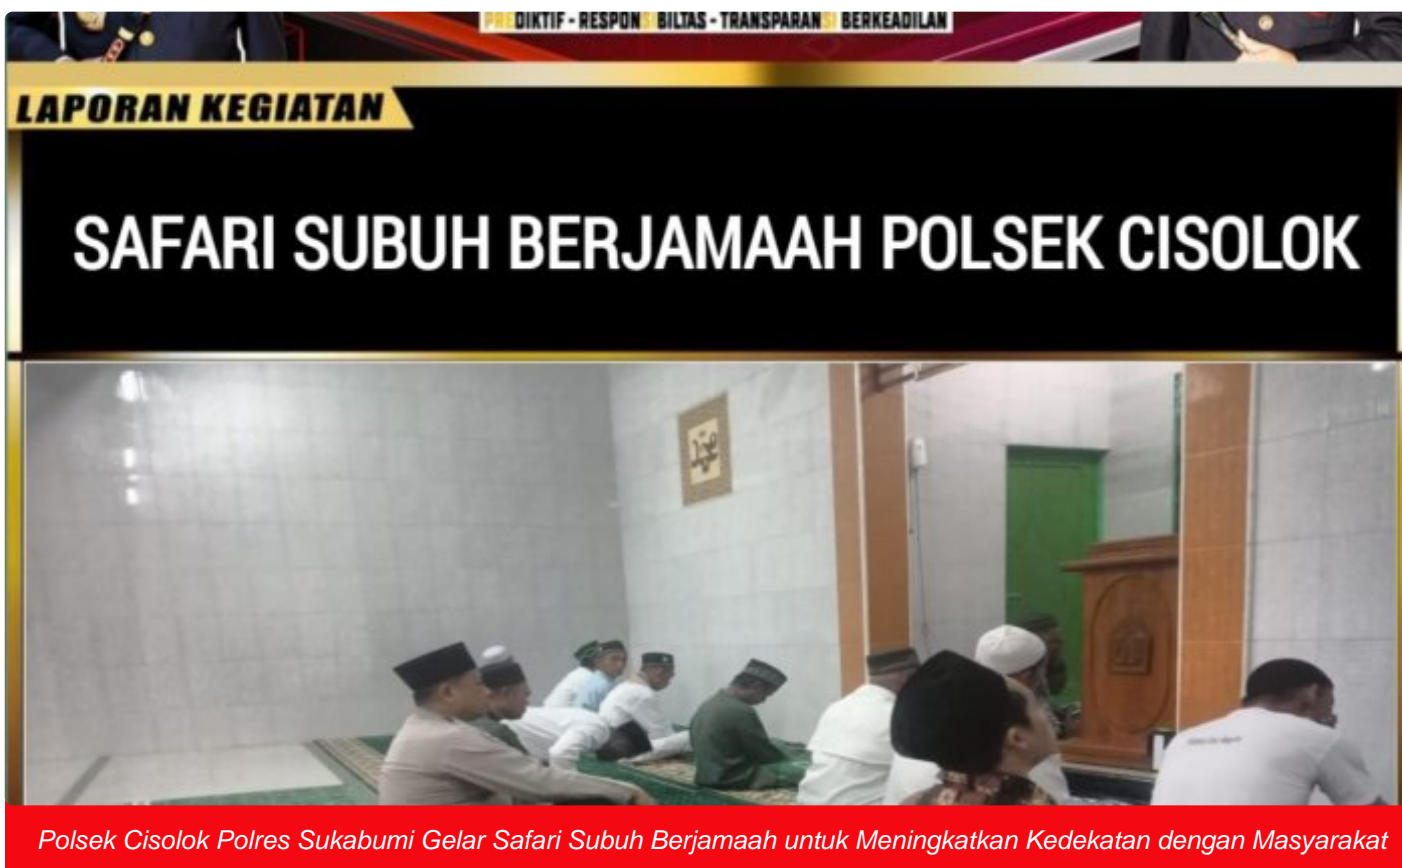 PREDIKTIF - RESPONSIBILTAS - TRANSPARANSI BERKEADILAN
LAPORAN KEGIATAN
SAFARI SUBUH BERJAMAAH POLSEK CISOLOK
Polsek Cisolok Polres Sukabumi Gelar Safari Subuh Berjamaah untuk Meningkatkan Kedekatan dengan Masyarakat